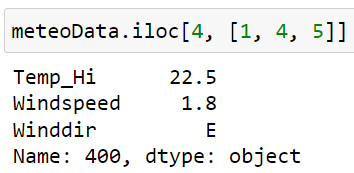 meteoData.iloc[4, [1, 4, 5]]
Temp_Hi      22.5
Windspeed     1.8
Winddir         E
Name: 400, dtype: object